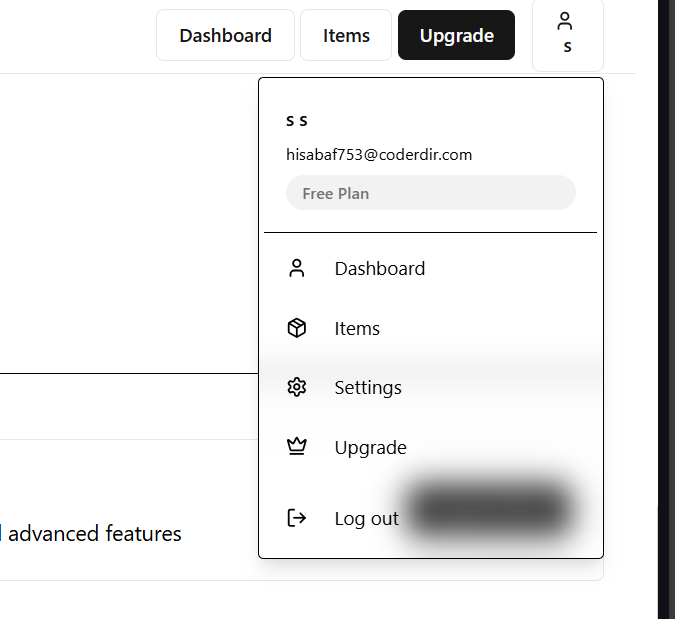 Dashboard
Items
Upgrade
S
S S
hisabaf753@coderdir.com
Free Plan
Dashboard
Items
Settings
Upgrade
Log out
advanced features